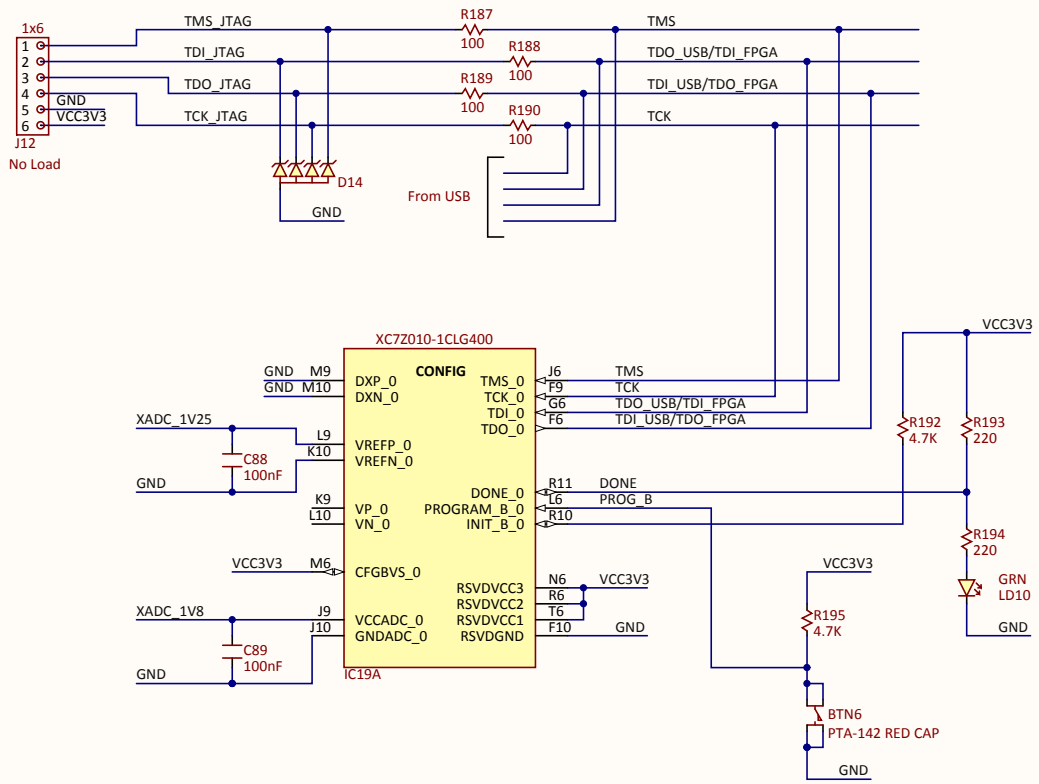 1x6
1
2
3
4
5
6
J12
No Load
GND
VCC3V3
TMS_JTAG
TDI_JTAG
TDO_JTAG
TCK_JTAG
R187
100
R188
100
R189
100
R190
100
TMS
TDO_USB/TDI_FPGA
TDI_USB/TDO_FPGA
TCK
D14
GND
From USB
XC7Z010-1CLG400
CONFIG
GND M9 DXP_0
GND M10 DXN_0
XADC_1V25
L9 VREFP_0
K10 VREFN_0
C88
100nF
GND
K9 VP_0
L10 VN_0
VCC3V3 M6 CFGBVS_0
XADC_1V8 J9 VCCADC_0
J10 GNDADC_0
C89
100nF
GND
IC19A
TMS_0 J6 TMS
TCK_0 F9 TCK
TDI_0 G6 TDO_USB/TDI_FPGA
TDO_0 F6 TDI_USB/TDO_FPGA
DONE_0 R11 DONE
PROGRAM_B_0 L6 PROG_B
INIT_B_0 R10
RSVDVCC3 N6 VCC3V3
RSVDVCC2 R6
RSVDVCC1 T6
RSVDGND F10 GND
VCC3V3
R192
4.7K
R193
220
R194
220
GRN
LD10
GND
VCC3V3
R195
4.7K
BTN6
PTA-142 RED CAP
GND